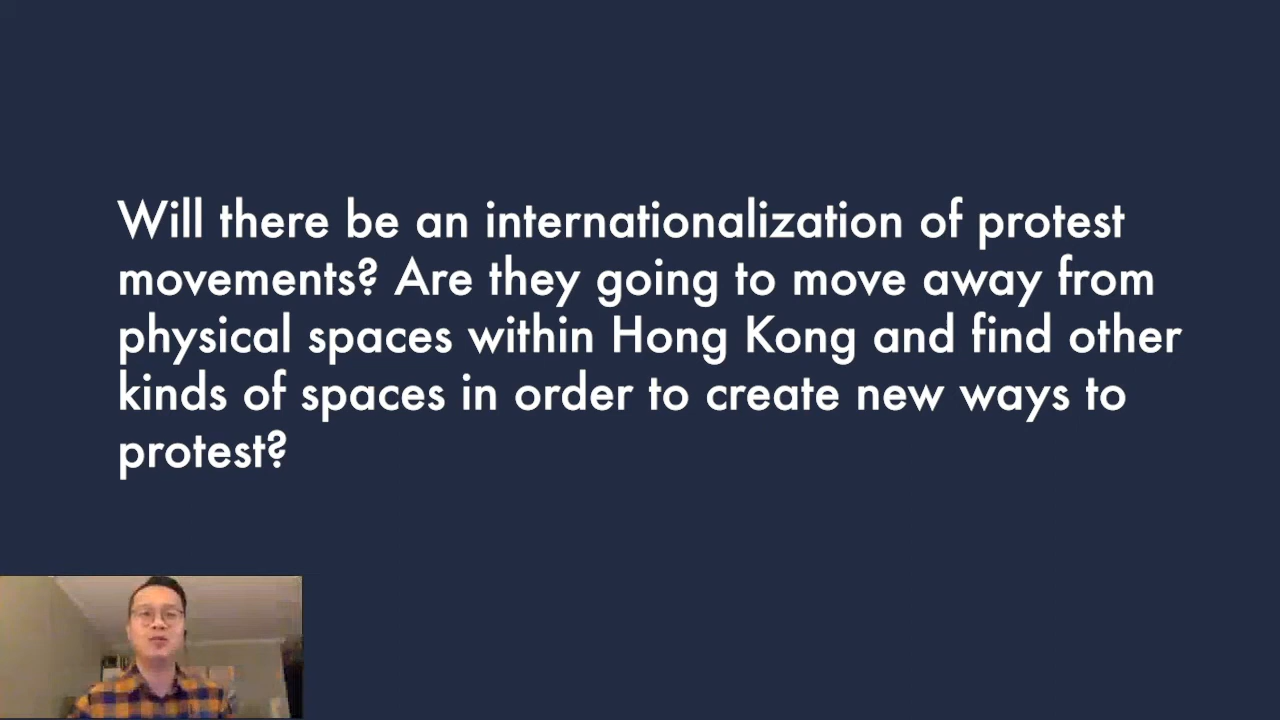 Will there be an internationalization of protest
movements? Are they going to move away from
physical spaces within Hong Kong and find other
kinds of spaces in order to create new ways to
protest?